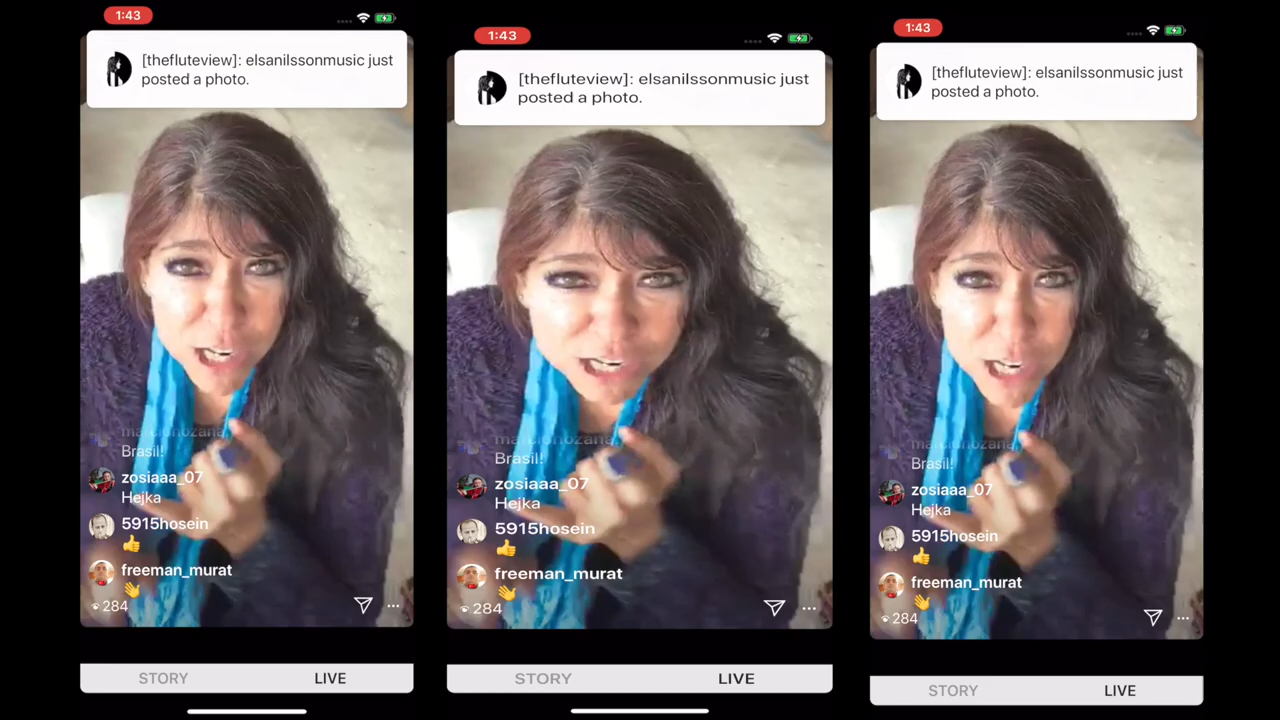 1:43
[thefluteview]: elsanilssonmusic just
posted a photo.
marcionozana
Brasil!
zosiaaa_07
Hejka
5915hosein
👍
freeman_murat
👋
284
STORY LIVE
1:43
[thefluteview]: elsanilssonmusic just
posted a photo.
marcionozana
Brasil!
zosiaaa_07
Hejka
5915hosein
👍
freeman_murat
👋
284
STORY LIVE
1:43
[thefluteview]: elsanilssonmusic just
posted a photo.
Brasil!
zosiaaa_07
Hejka
5915hosein
👍
freeman_murat
👋
284
STORY LIVE